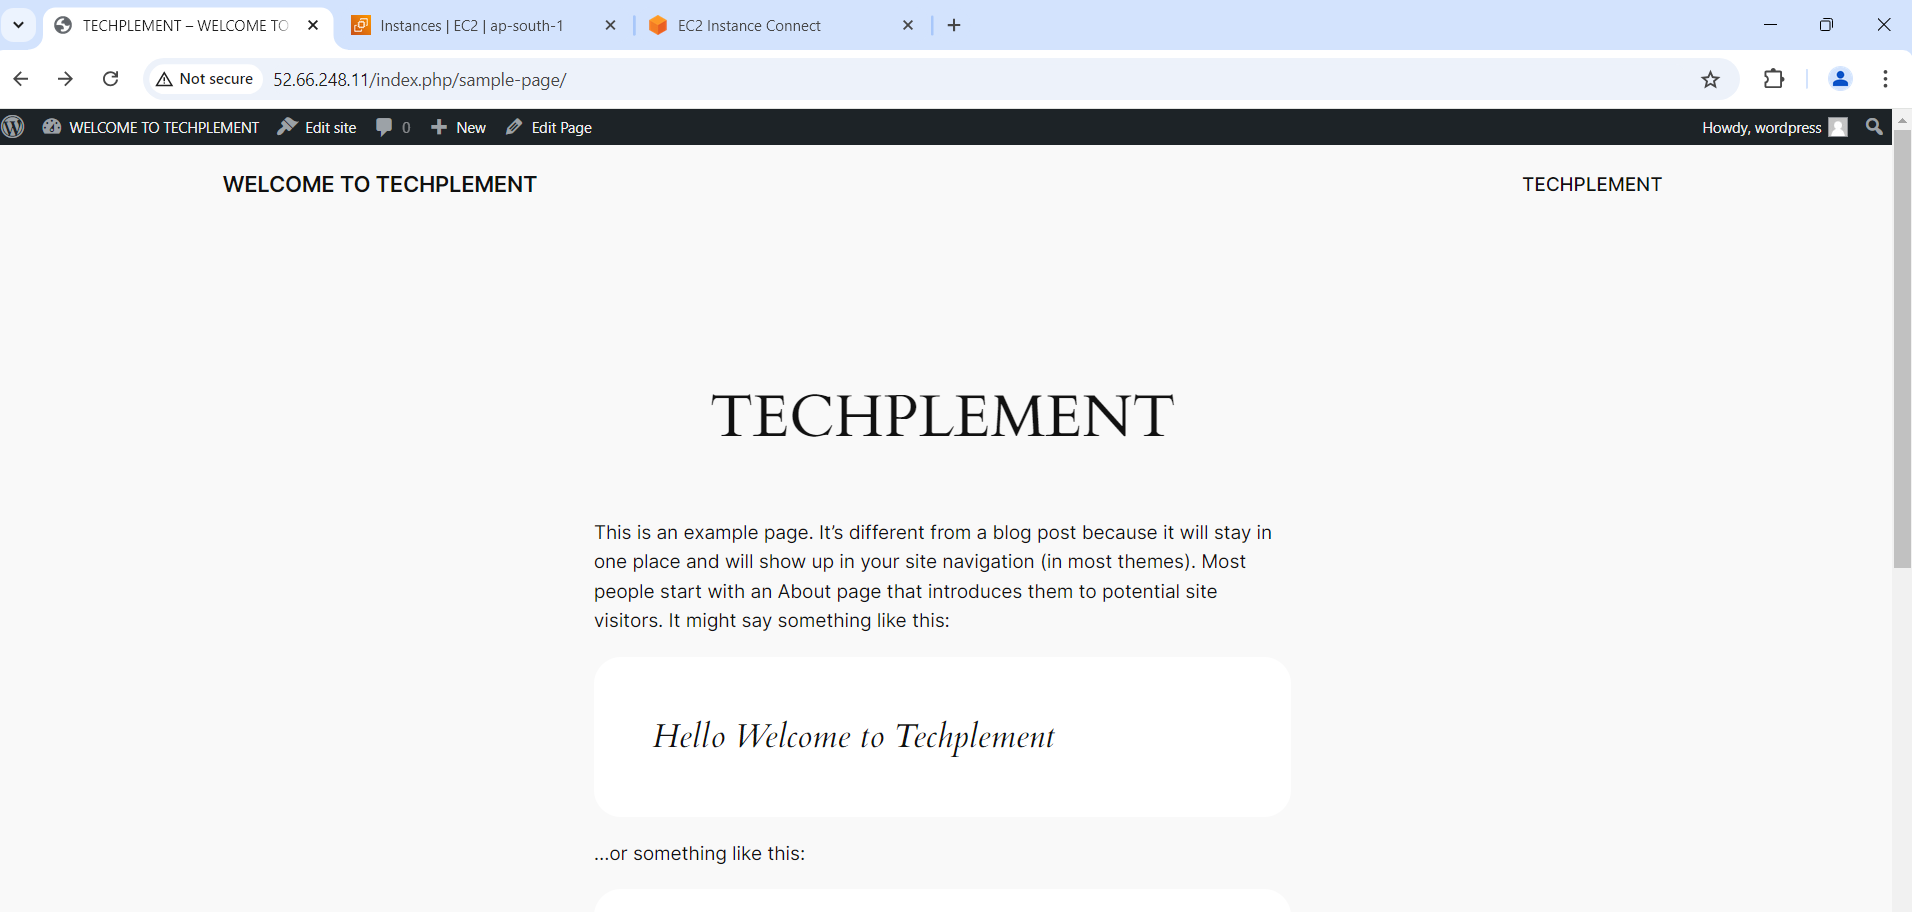 TECHPLEMENT – WELCOME TO
Instances | EC2 | ap-south-1
EC2 Instance Connect
Not secure
52.66.248.11/index.php/sample-page/
WELCOME TO TECHPLEMENT
Edit site
0
New
Edit Page
Howdy, wordpress
WELCOME TO TECHPLEMENT
TECHPLEMENT
TECHPLEMENT
This is an example page. It’s different from a blog post because it will stay in
one place and will show up in your site navigation (in most themes). Most
people start with an About page that introduces them to potential site
visitors. It might say something like this:
Hello Welcome to Techplement
…or something like this: